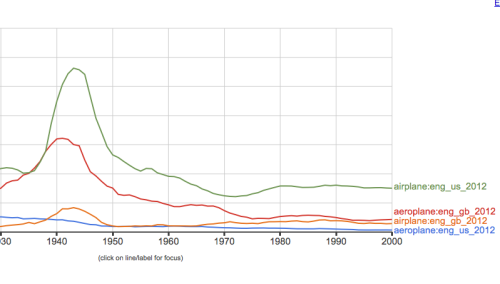 E
airplane:eng_us_2012
aeroplane:eng_gb_2012
airplane:eng_gb_2012
aeroplane:eng_us_2012
930 1940 1950 1960 1970 1980 1990 2000
(click on line/label for focus)